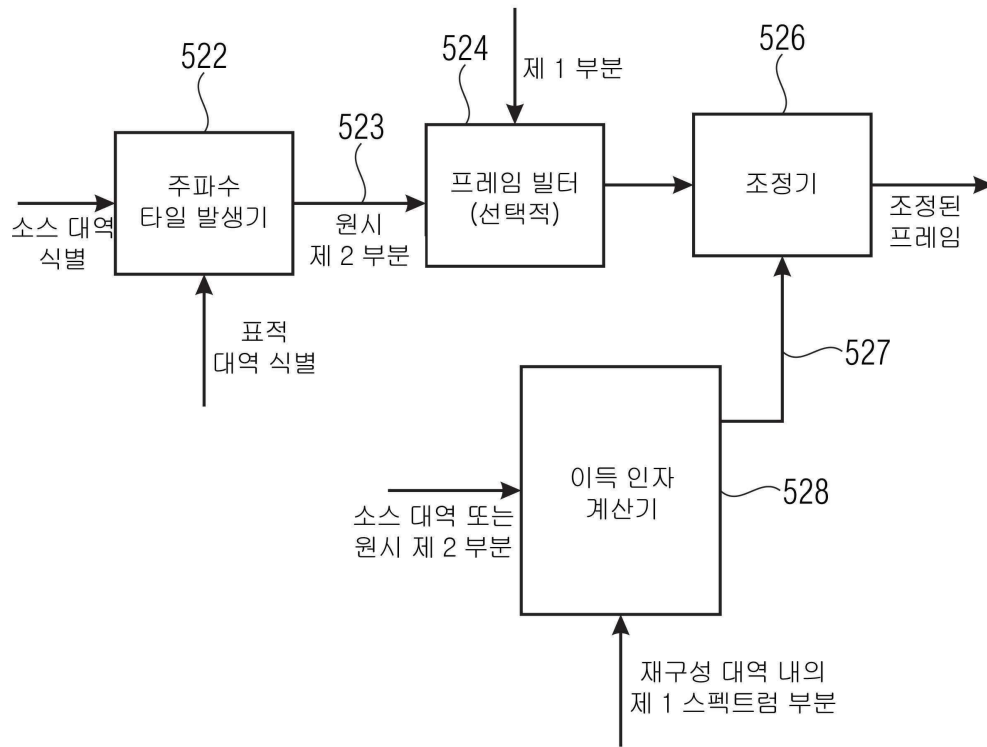 522
주파수
타일 발생기
소스 대역
식별
표적
대역 식별
523
원시
제 2 부분
524
제 1 부분
프레임 빌터
(선택적)
526
조정기
조정된
프레임
527
이득 인자
계산기
528
소스 대역 또는
원시 제 2 부분
재구성 대역 내의
제 1 스펙트럼 부분